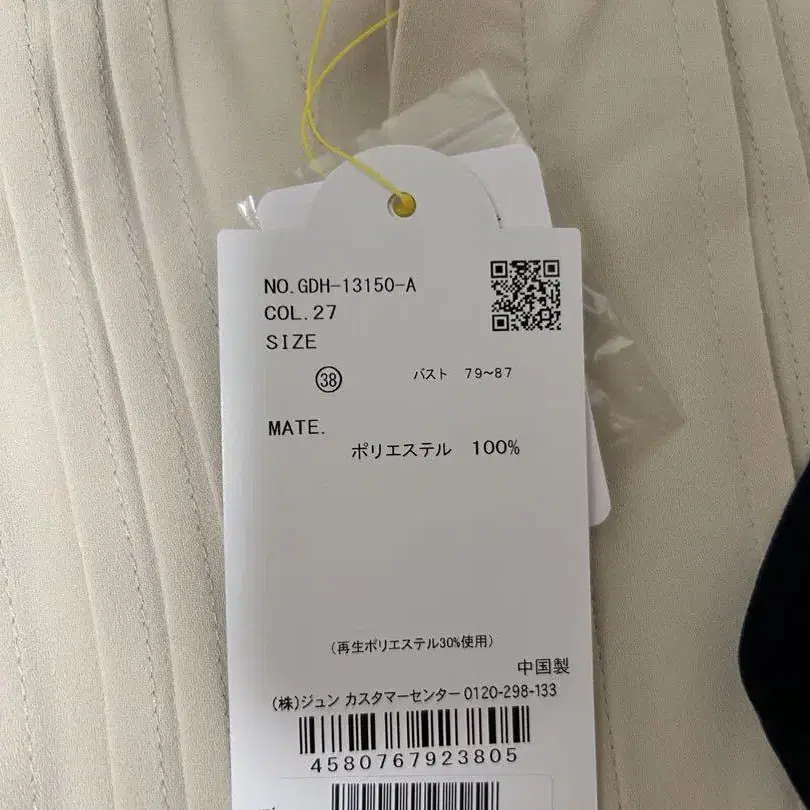 NO.GDH-13150-A
COL.27
SIZE
㊳ バスト 79~87
MATE.
ポリエステル 100%
(再生ポリエステル30%使用)
中国製
(株)ジュン カスタマーセンター 0120-298-133
4580767923805